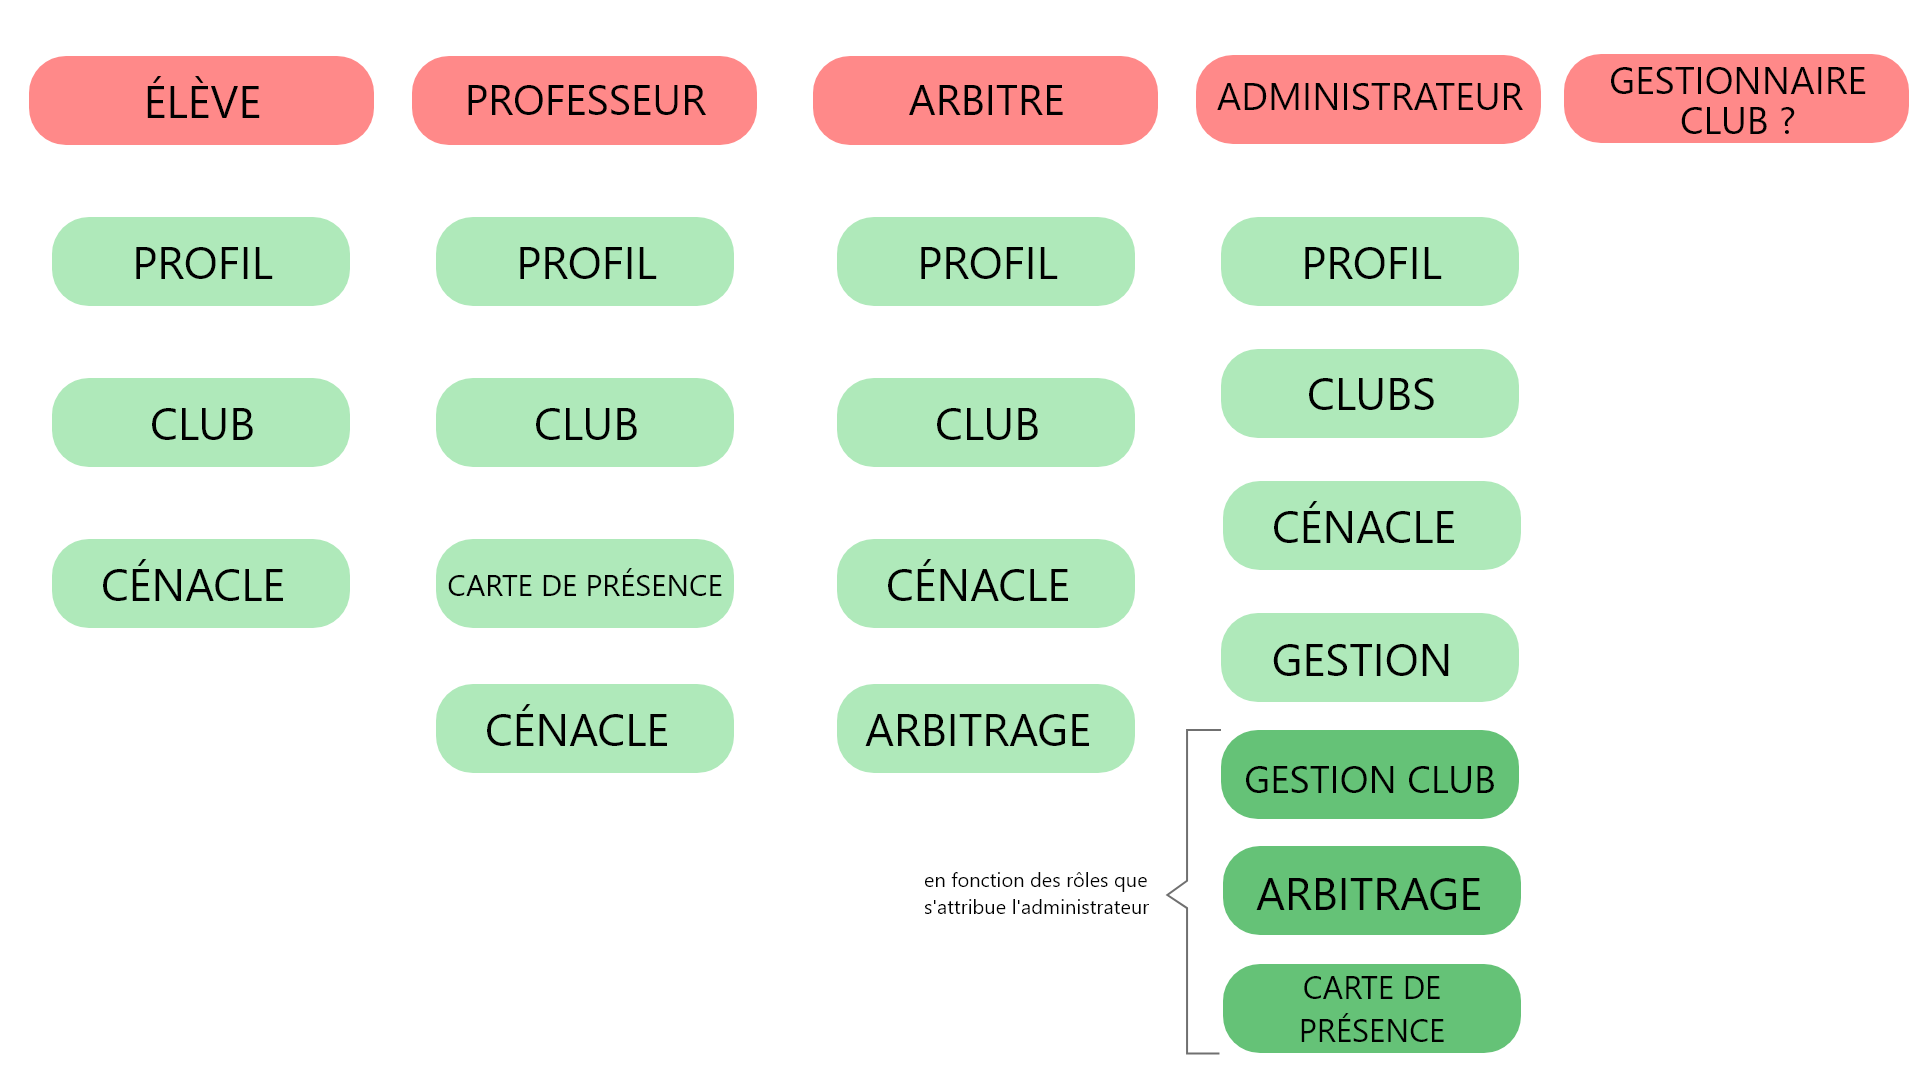 ÉLÈVE
PROFESSEUR
ARBITRE
ADMINISTRATEUR
GESTIONNAIRE
CLUB ?
PROFIL
PROFIL
PROFIL
PROFIL
CLUB
CLUB
CLUB
CLUBS
CÉNACLE
CARTE DE PRÉSENCE
CÉNACLE
CÉNACLE
CÉNACLE
ARBITRAGE
GESTION
GESTION CLUB
en fonction des rôles que
s'attribue l'administrateur
ARBITRAGE
CARTE DE
PRÉSENCE